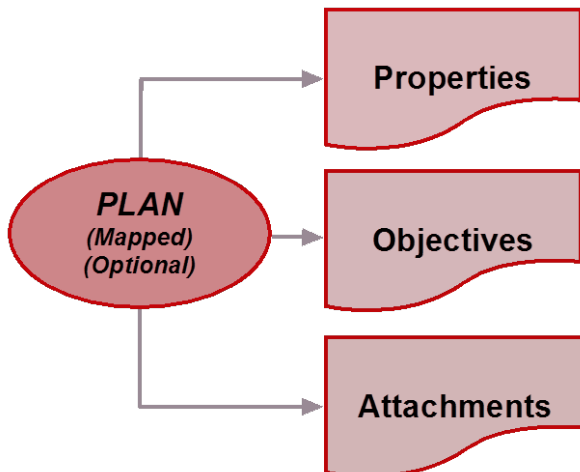 Properties
PLAN
(Mapped)
(Optional)
Objectives
Attachments